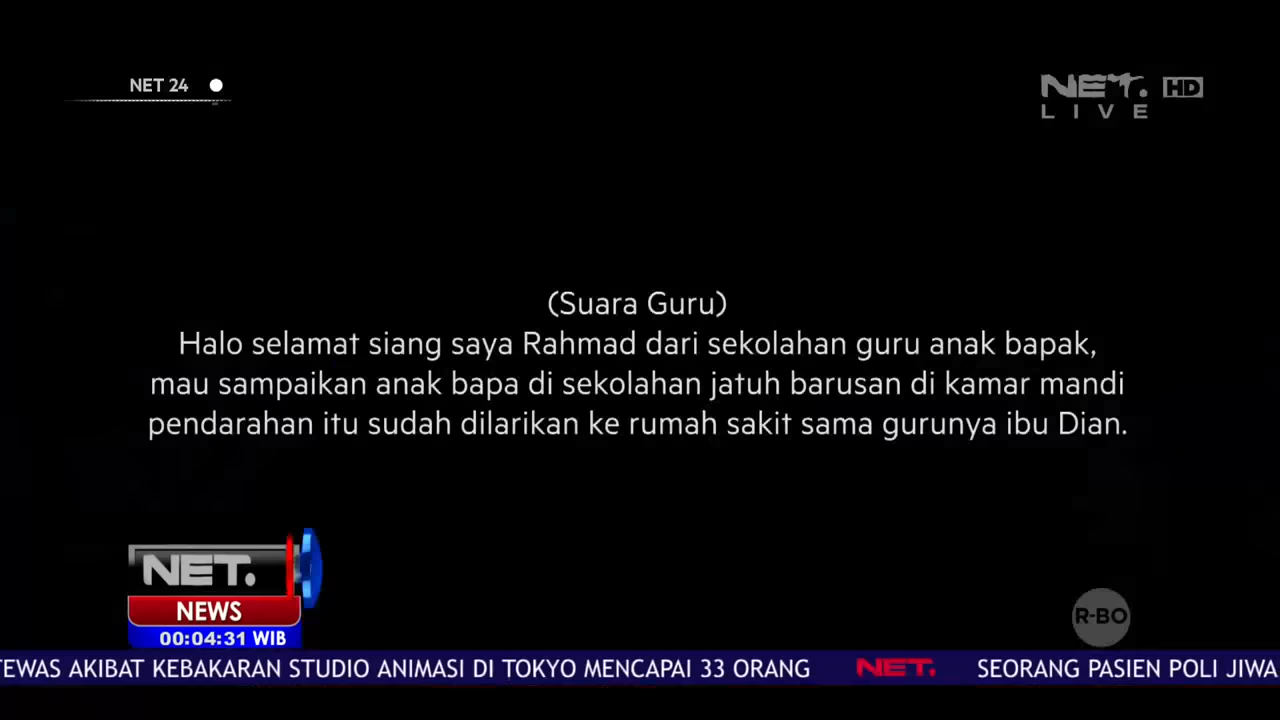 NET 24
NET. HD
LIVE
(Suara Guru)
Halo selamat siang saya Rahmad dari sekolahan guru anak bapak,
mau sampaikan anak bapa di sekolahan jatuh barusan di kamar mandi
pendarahan itu sudah dilarikan ke rumah sakit sama gurunya ibu Dian.
NET.
NEWS
00:04:31 WIB
R-BO
TEWAS AKIBAT KEBAKARAN STUDIO ANIMASI DI TOKYO MENCAPAI 33 ORANG NET. SEORANG PASIEN POLI JIWA